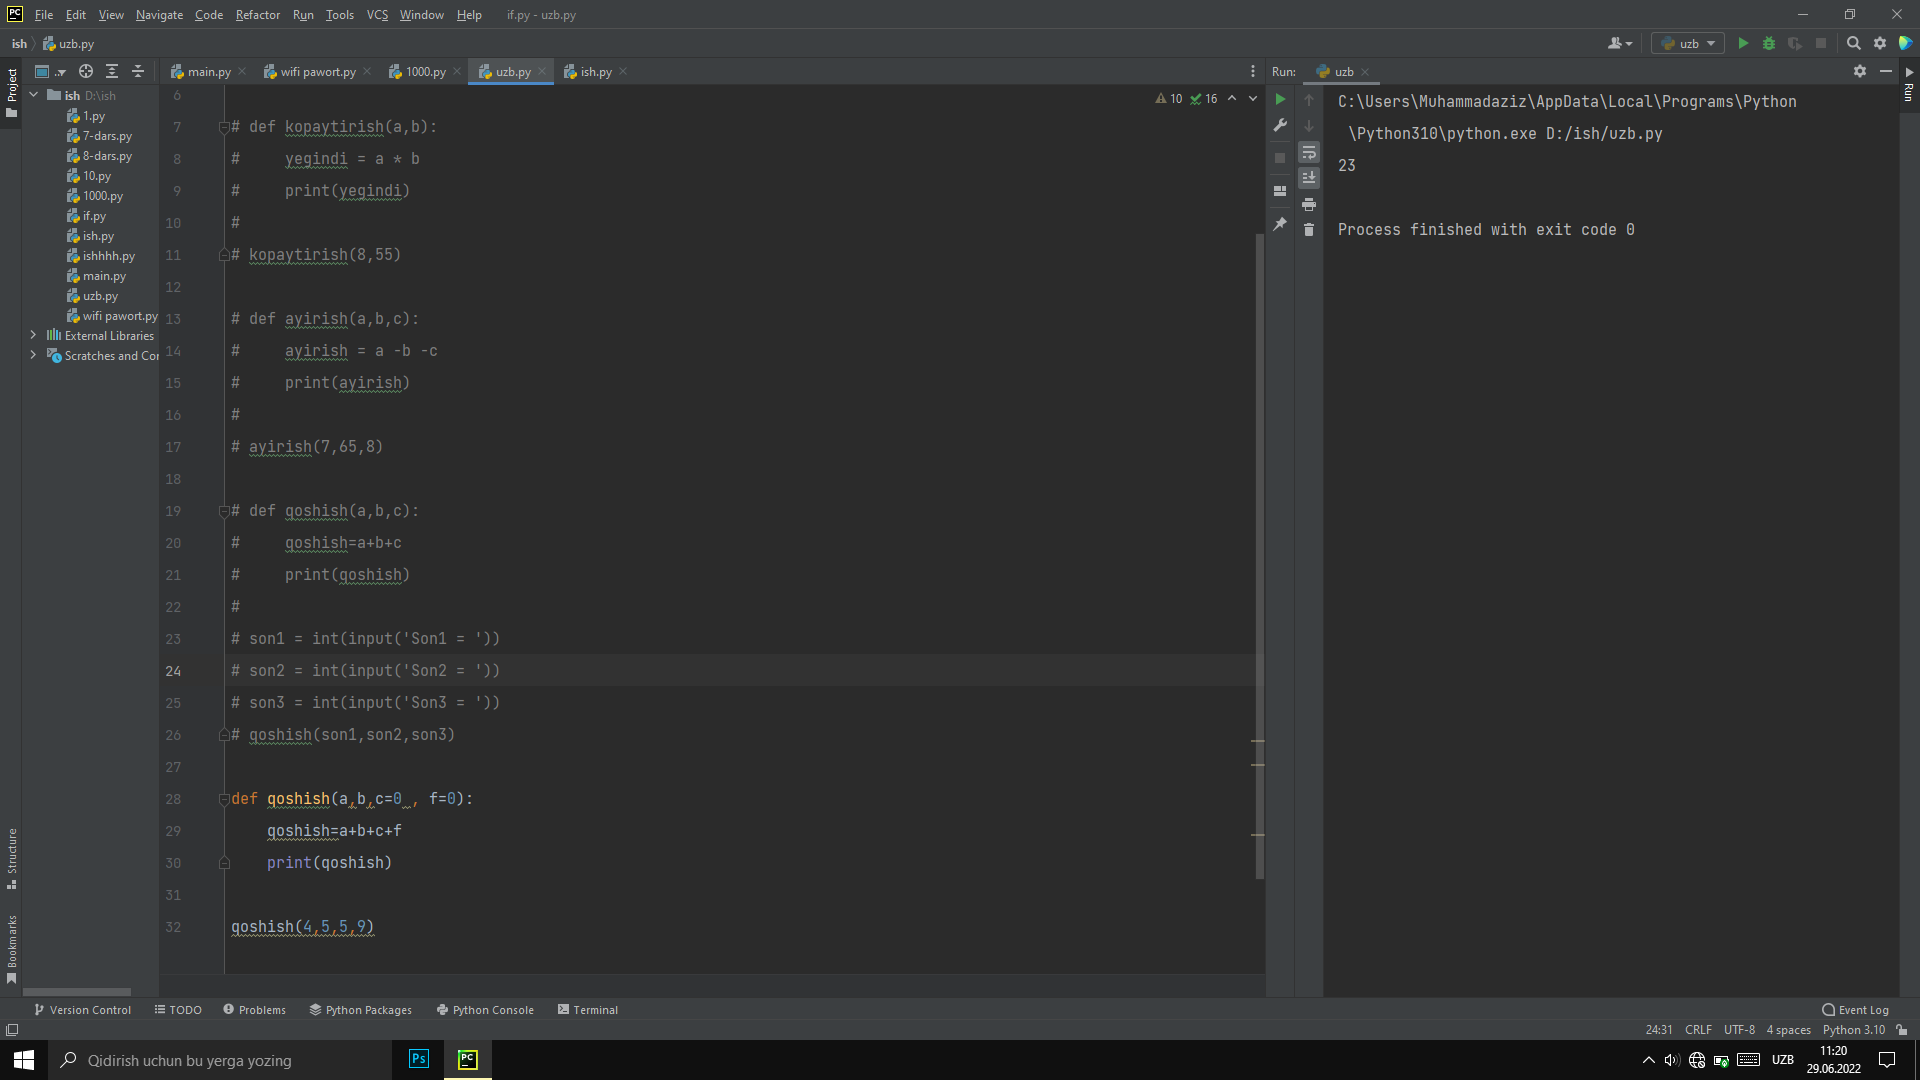 PC File Edit View Navigate Code Refactor Run Tools VCS Window Help if.py - uzb.py
ish uzb.py uzb
Project .. main.py wifi pawort.py 1000.py uzb.py ish.py Run: uzb
ish D:\ish
1.py
7-dars.py
8-dars.py
10.py
1000.py
if.py
ish.py
ishhhh.py
main.py
uzb.py
wifi pawort.py
External Libraries
Scratches and Cor
10 16
6
7 # def kopaytirish(a,b):
8 #     yegindi = a * b
9 #     print(yegindi)
10 #
11 # kopaytirish(8,55)
12
13 # def ayirish(a,b,c):
14 #     ayirish = a -b -c
15 #     print(ayirish)
16 #
17 # ayirish(7,65,8)
18
19 # def qoshish(a,b,c):
20 #     qoshish=a+b+c
21 #     print(qoshish)
22 #
23 # son1 = int(input('Son1 = '))
24 # son2 = int(input('Son2 = '))
25 # son3 = int(input('Son3 = '))
26 # qoshish(son1,son2,son3)
27
28 def qoshish(a,b,c=0 , f=0):
29     qoshish=a+b+c+f
30     print(qoshish)
31
32 qoshish(4,5,5,9)
C:\Users\Muhammadaziz\AppData\Local\Programs\Python
\Python310\python.exe D:/ish/uzb.py
23
Process finished with exit code 0
Run
Structure
Bookmarks
Version Control TODO Problems Python Packages Python Console Terminal Event Log
24:31 CRLF UTF-8 4 spaces Python 3.10
Qidirish uchun bu yerga yozing Ps PC UZB 11:20
29.06.2022